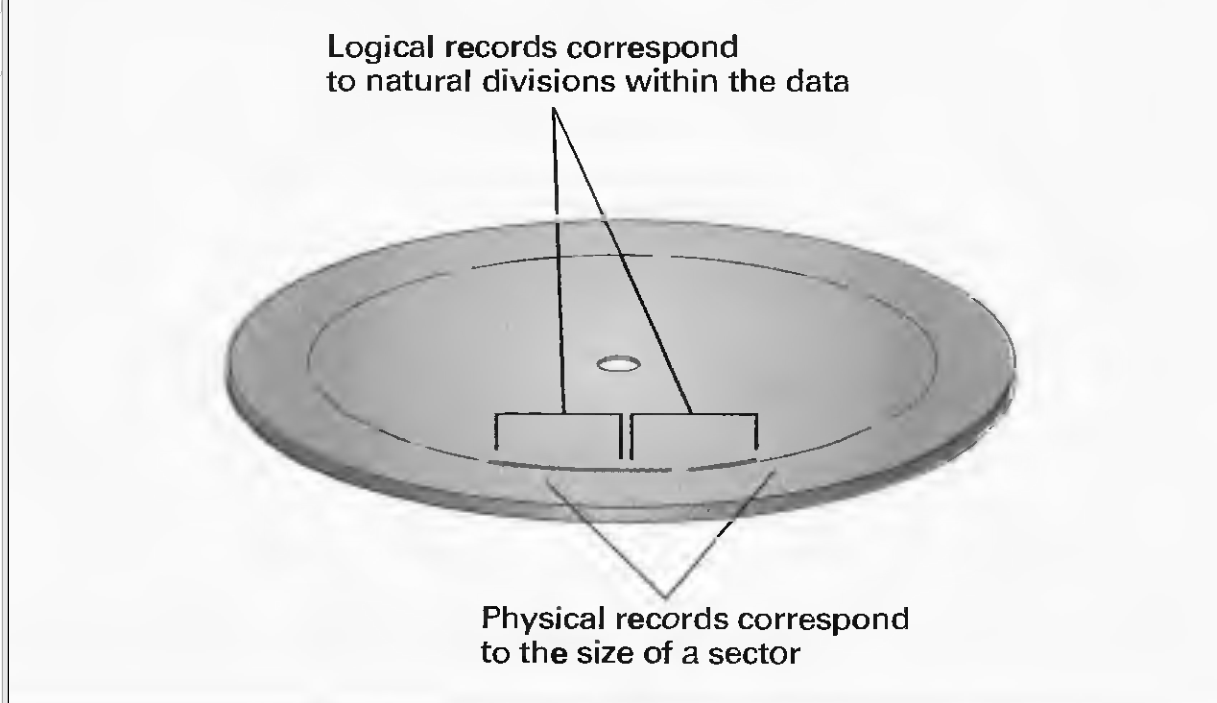 Logical records correspond
to natural divisions within the data
Physical records correspond
to the size of a sector